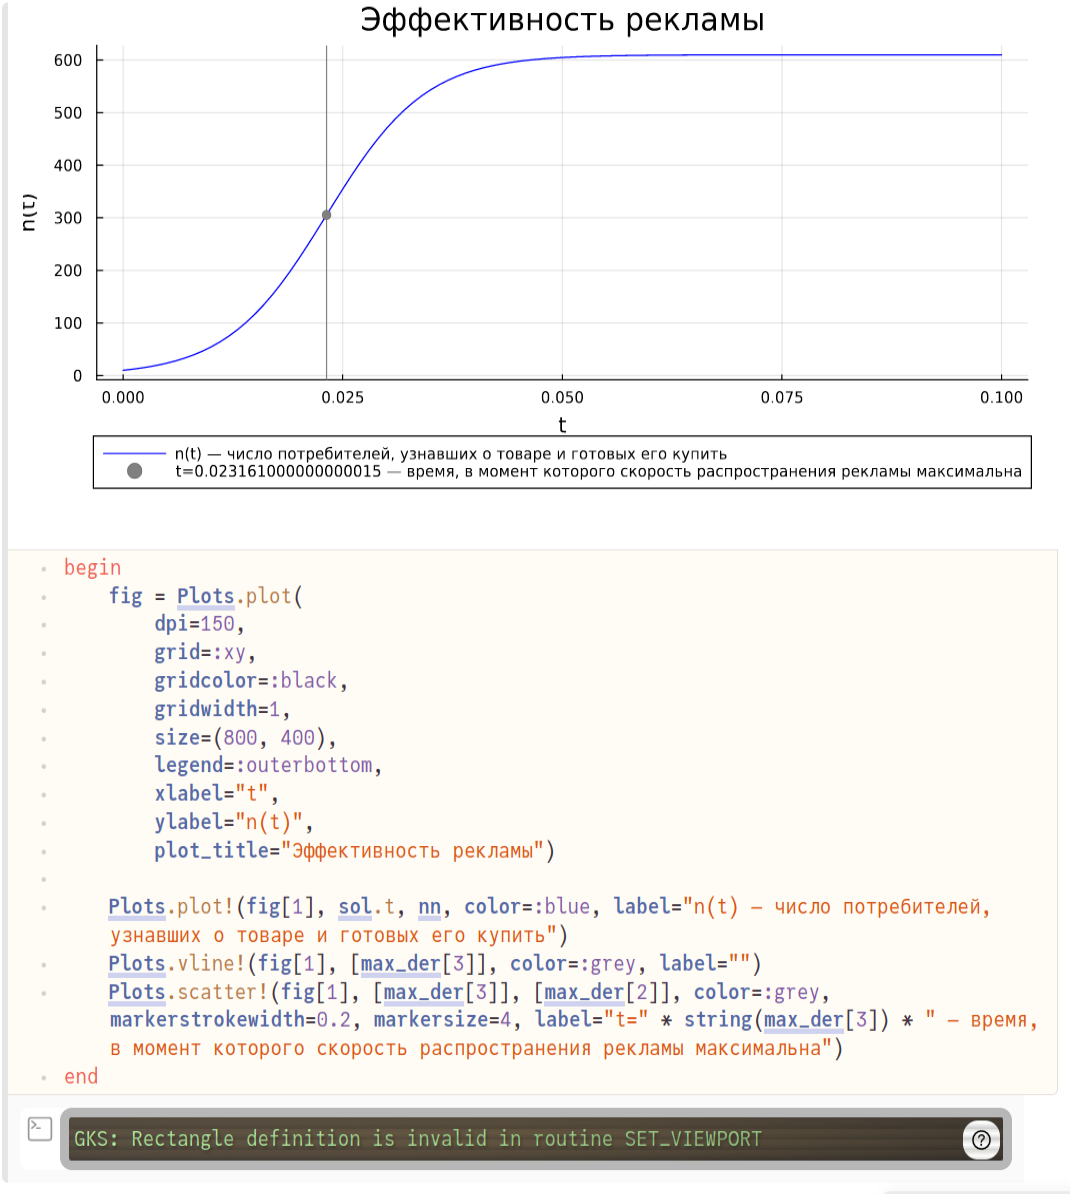 Эффективность рекламы
600
500
400
300
200
100
0
n(t)
0.000 0.025 0.050 0.075 0.100
t
n(t) — число потребителей, узнавших о товаре и готовых его купить
t=0.023161000000000015 — время, в момент которого скорость распространения рекламы максимальна
begin
fig = Plots.plot(
dpi=150,
grid=:xy,
gridcolor=:black,
gridwidth=1,
size=(800, 400),
legend=:outerbottom,
xlabel="t",
ylabel="n(t)",
plot_title="Эффективность рекламы")
Plots.plot!(fig[1], sol.t, nn, color=:blue, label="n(t) — число потребителей,
узнавших о товаре и готовых его купить")
Plots.vline!(fig[1], [max_der[3]], color=:grey, label="")
Plots.scatter!(fig[1], [max_der[3]], [max_der[2]], color=:grey,
markerstrokewidth=0.2, markersize=4, label="t=" * string(max_der[3]) * " — время,
в момент которого скорость распространения рекламы максимальна")
end
GKS: Rectangle definition is invalid in routine SET_VIEWPORT